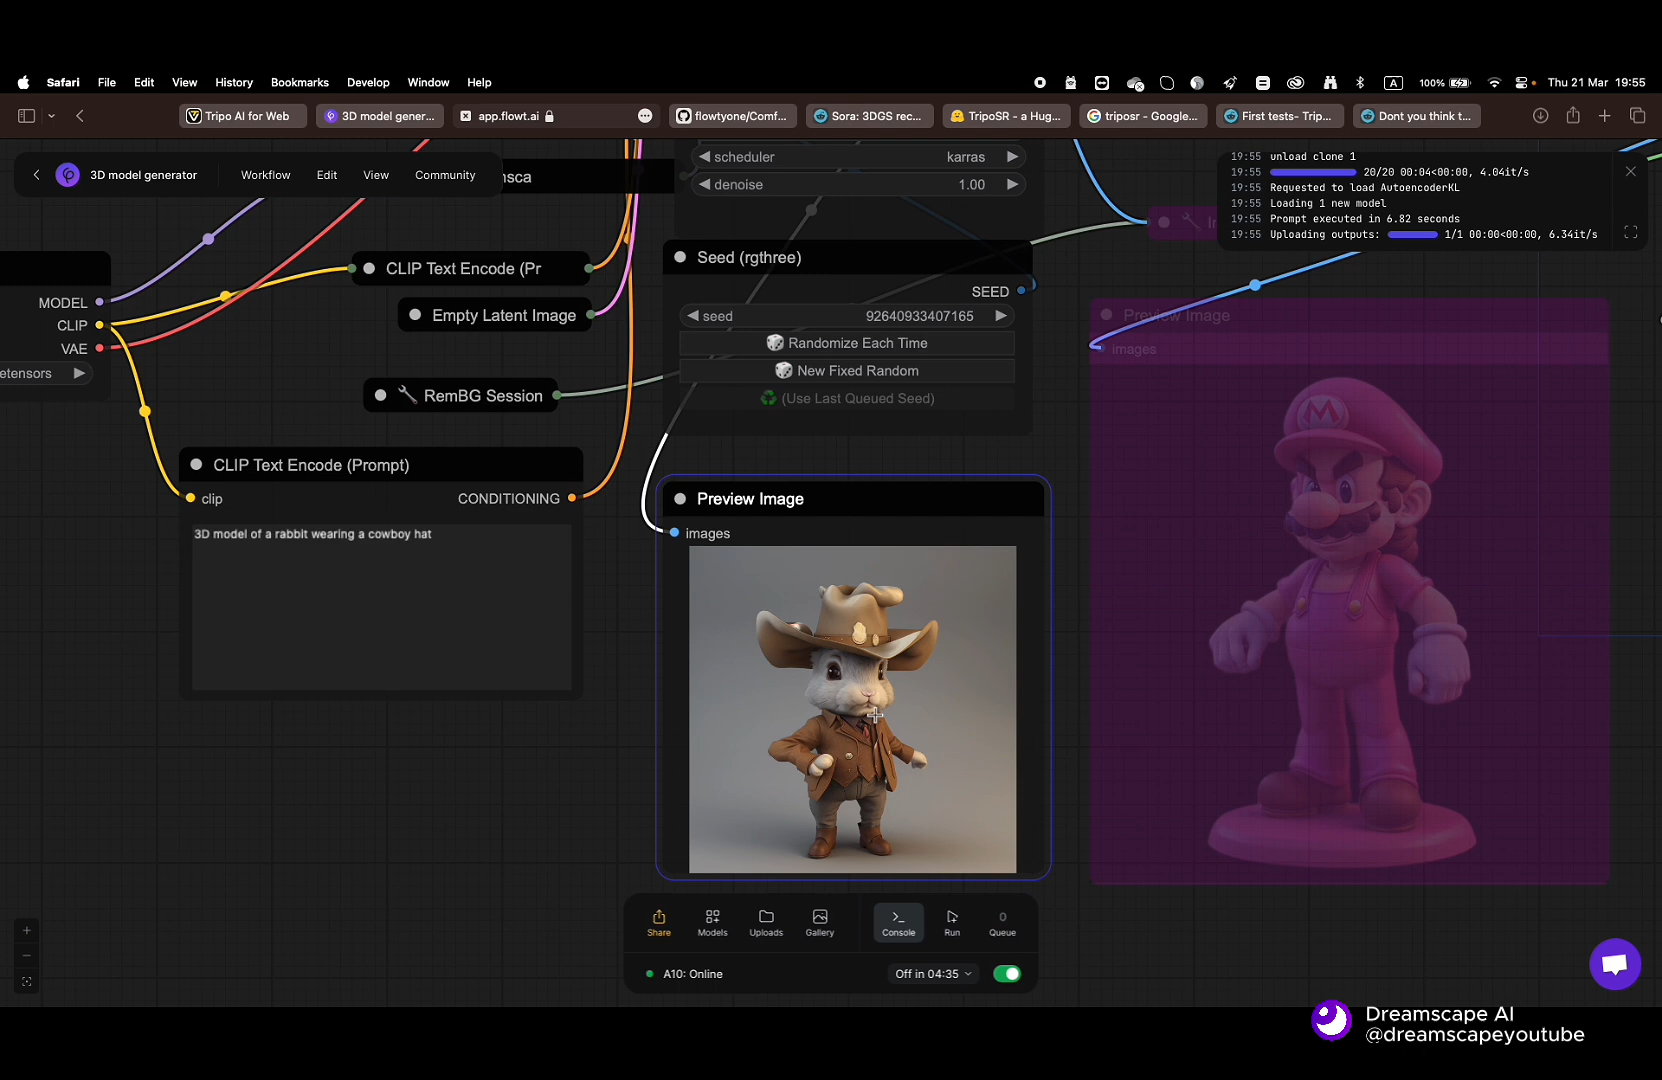 Safari File Edit View History Bookmarks Develop Window Help
A 100% Thu 21 Mar 19:55
Tripo AI for Web
3D model gener...
app.flowt.ai
flowtyone/Comf...
Sora: 3DGS rec...
TripoSR - a Hug...
triposr - Google...
First tests- Trip...
Dont you think t...
3D model generator
Workflow Edit View Community
nsca
scheduler karras
denoise 1.00
19:55 unload clone 1
19:55 20/20 00:04<00:00, 4.04it/s
19:55 Requested to load AutoencoderKL
19:55 Loading 1 new model
19:55 Prompt executed in 6.82 seconds
19:55 Uploading outputs: 1/1 00:00<00:00, 6.34it/s
MODEL
CLIP
VAE
etensors
CLIP Text Encode (Pr
Empty Latent Image
RemBG Session
Seed (rgthree)
SEED
seed 92640933407165
Randomize Each Time
New Fixed Random
(Use Last Queued Seed)
CLIP Text Encode (Prompt)
clip CONDITIONING
3D model of a rabbit wearing a cowboy hat
Preview Image
images
Preview Image
images
M
Share
Models
Uploads
Gallery
Console
Run
0
Queue
A10: Online
Off in 04:35
Dreamscape AI
@dreamscapeyoutube